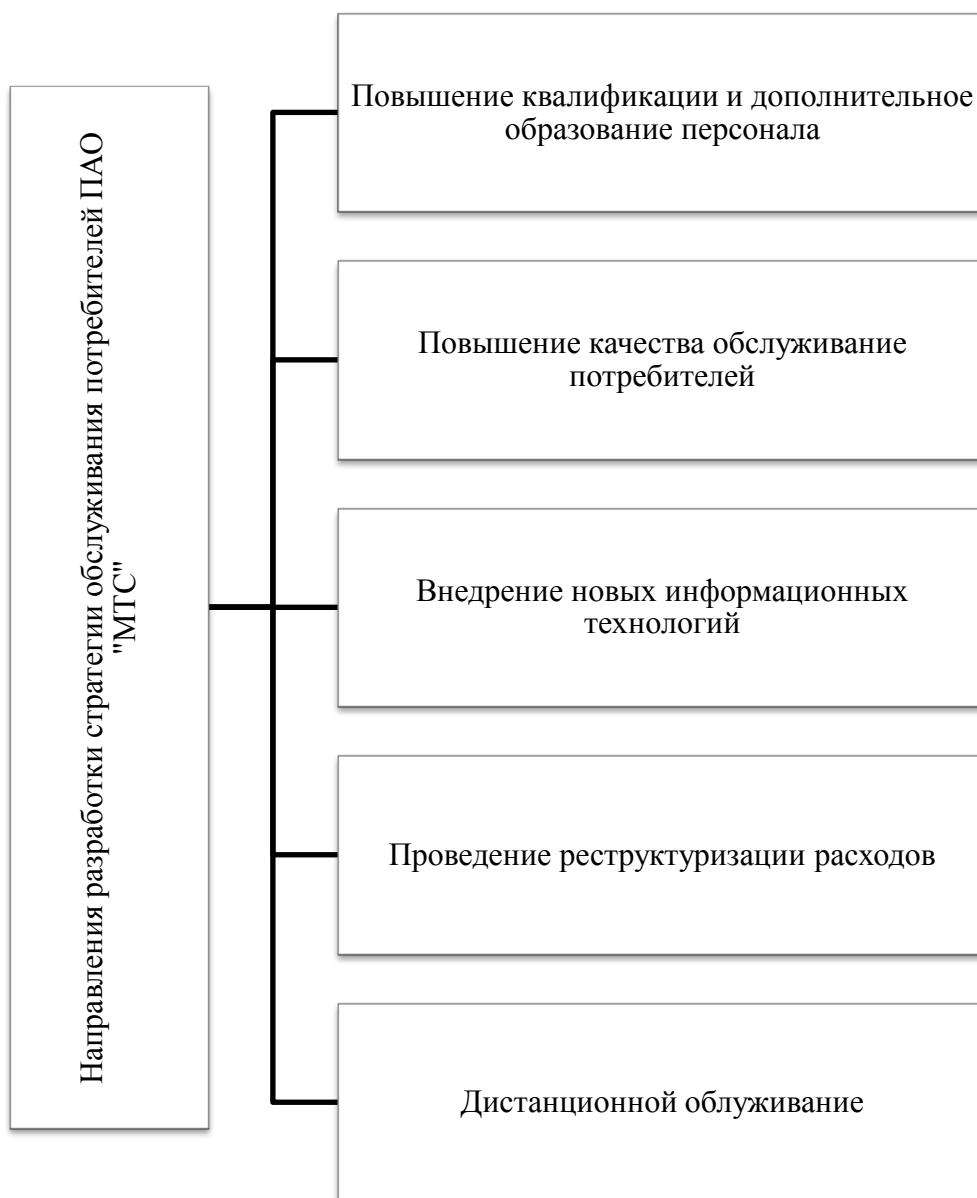 Направления разработки стратегии обслуживания потребителей ПАО
"МТС"
Повышение квалификации и дополнительное
образование персонала
Повышение качества обслуживание
потребителей
Внедрение новых информационных
технологий
Проведение реструктуризации расходов
Дистанционной облуживание